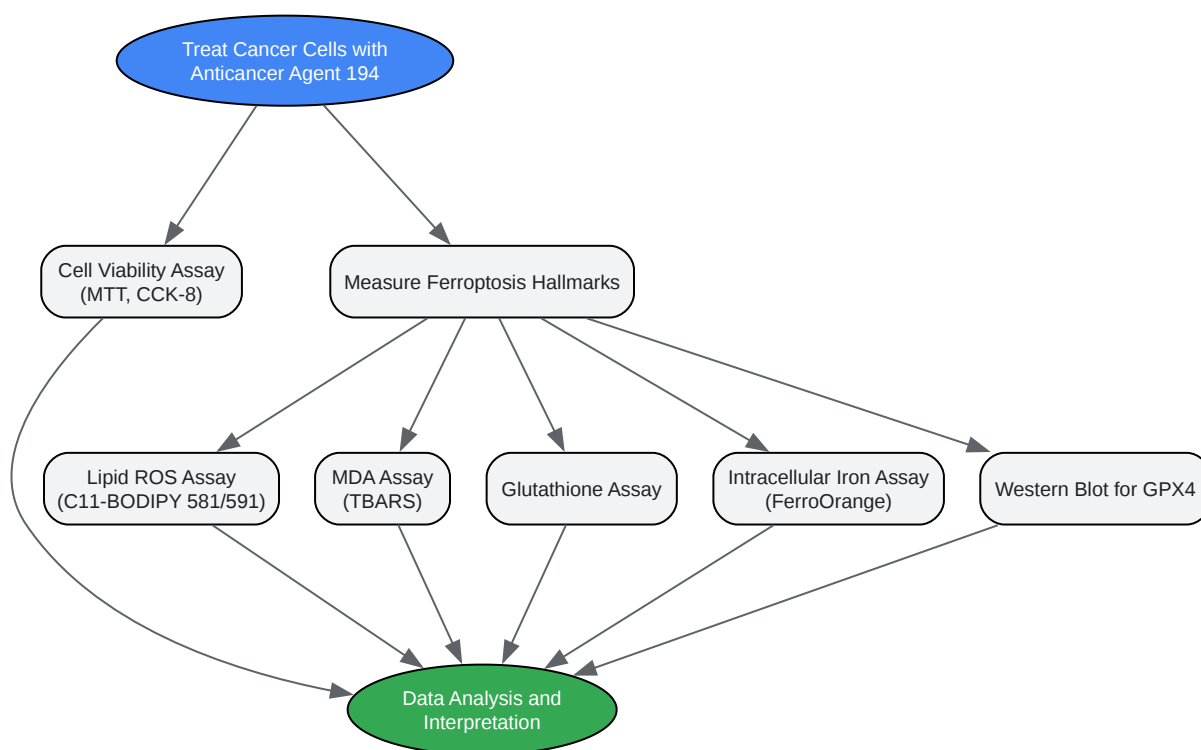 Treat Cancer Cells with
Anticancer Agent 194
Cell Viability Assay
(MTT, CCK-8)
Measure Ferroptosis Hallmarks
Lipid ROS Assay
(C11-BODIPY 581/591)
MDA Assay
(TBARS)
Glutathione Assay
Intracellular Iron Assay
(FerroOrange)
Western Blot for GPX4
Data Analysis and
Interpretation